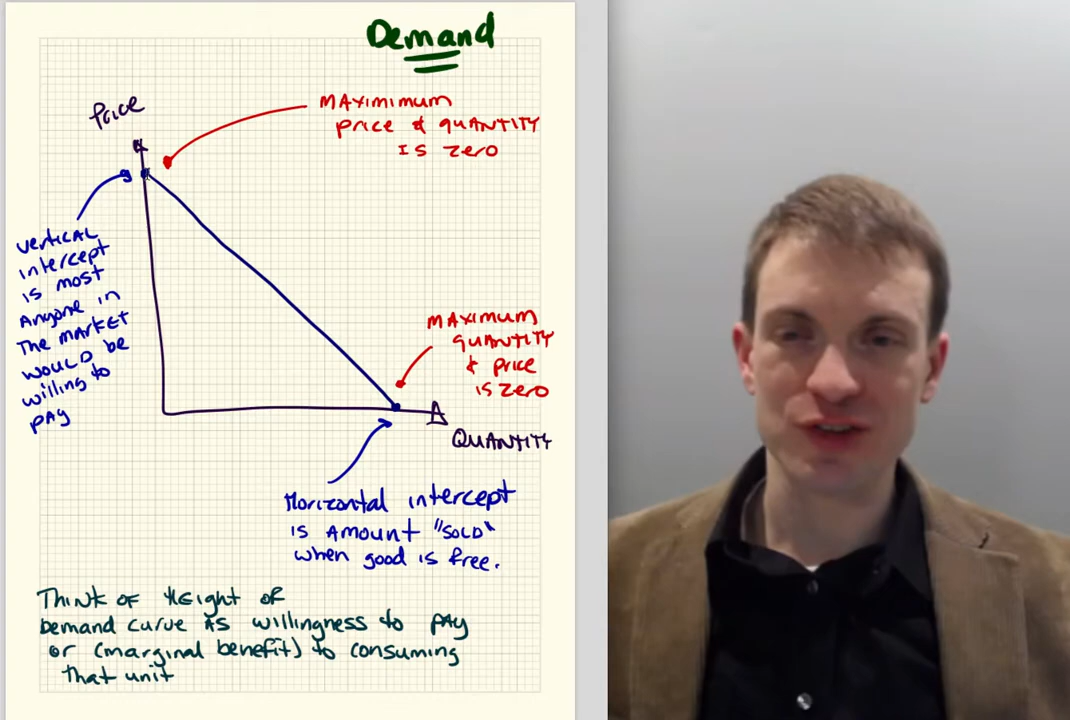 Demand
Price
MAXIMIMUM
price & QUANTITY
IS zero
vertical
intercept
is most
Anyone in
The MARKET
WOULD be
willing to
pay
MAXIMUM
QUANTITY
& price
is zero
QUANTITY
Horizontal intercept
is Amount "SOLD"
when good is free.
Think of Height of
demand curve as willingness to pay
or (marginal benefit) to consuming
that unit